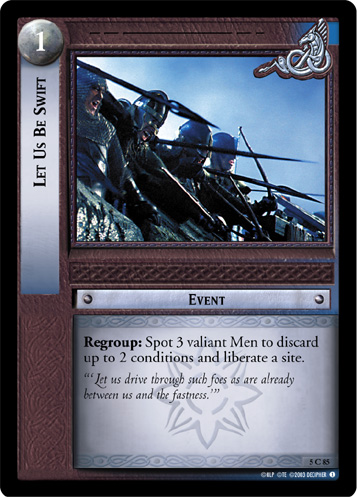 1
LET US BE SWIFT
EVENT
Regroup: Spot 3 valiant Men to discard
up to 2 conditions and liberate a site.
“‘Let us drive through such foes as are already
between us and the fastness.’”
5 C 85
©NLP ©TE ©2003 DECIPHER